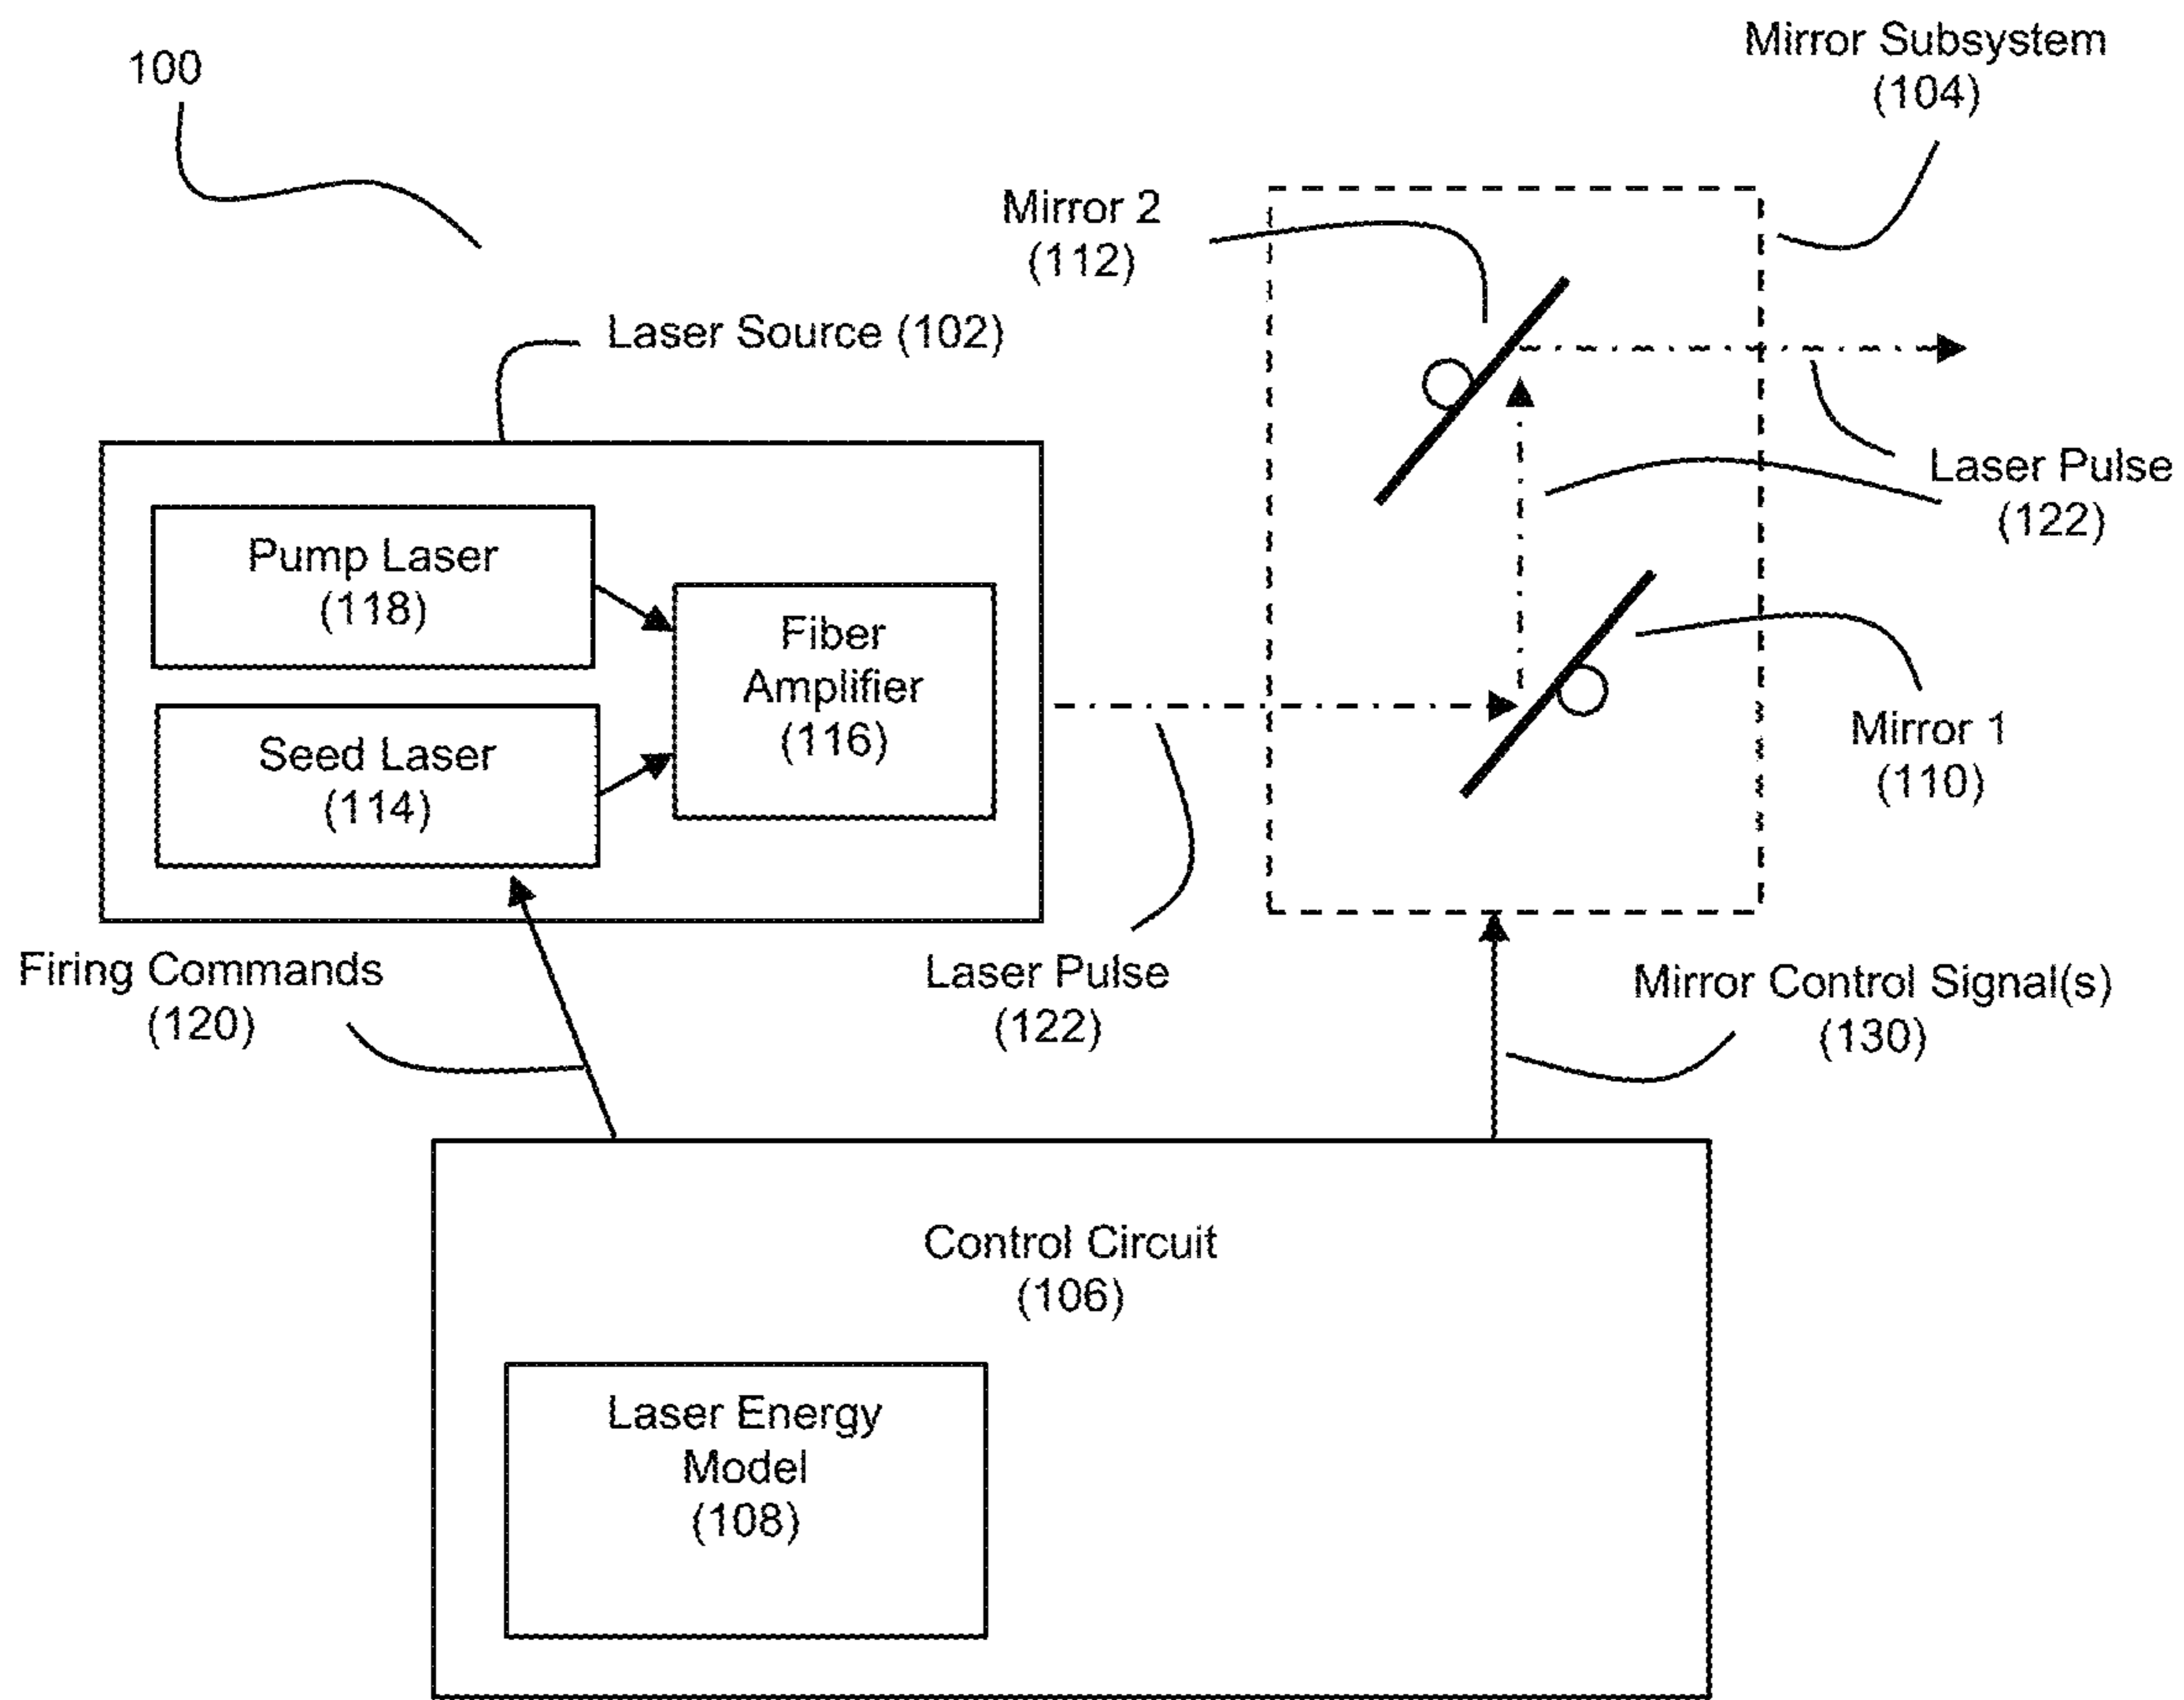 100
Mirror Subsystem
(104)
Mirror 2
(112)
Laser Source (102)
Laser Pulse
(122)
Pump Laser
(118)
Fiber
Amplifier
(116)
Seed Laser
(114)
Mirror 1
(110)
Firing Commands
(120)
Laser Pulse
(122)
Mirror Control Signal(s)
(130)
Control Circuit
(106)
Laser Energy
Model
(108)